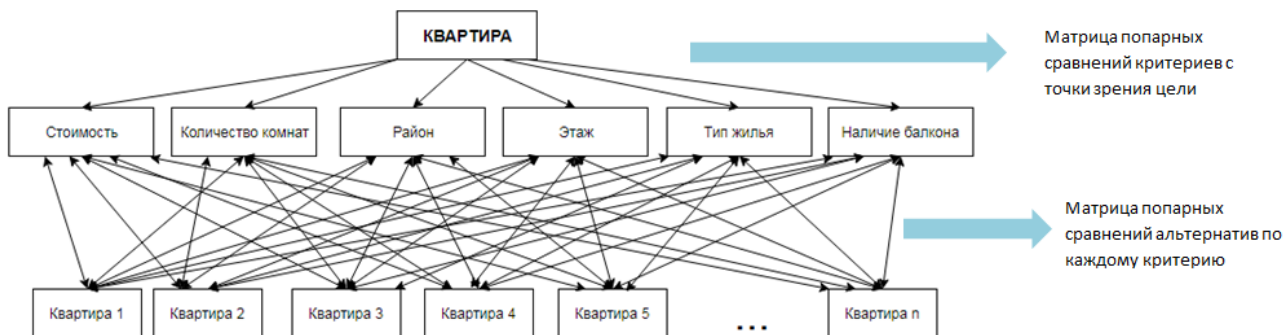 КВАРТИРА
Матрица попарных
сравнений критериев с
точки зрения цели
Стоимость
Количество комнат
Район
Этаж
Тип жилья
Наличие балкона
Матрица попарных
сравнений альтернатив по
каждому критерию
Квартира 1
Квартира 2
Квартира 3
Квартира 4
Квартира 5
...
Квартира n